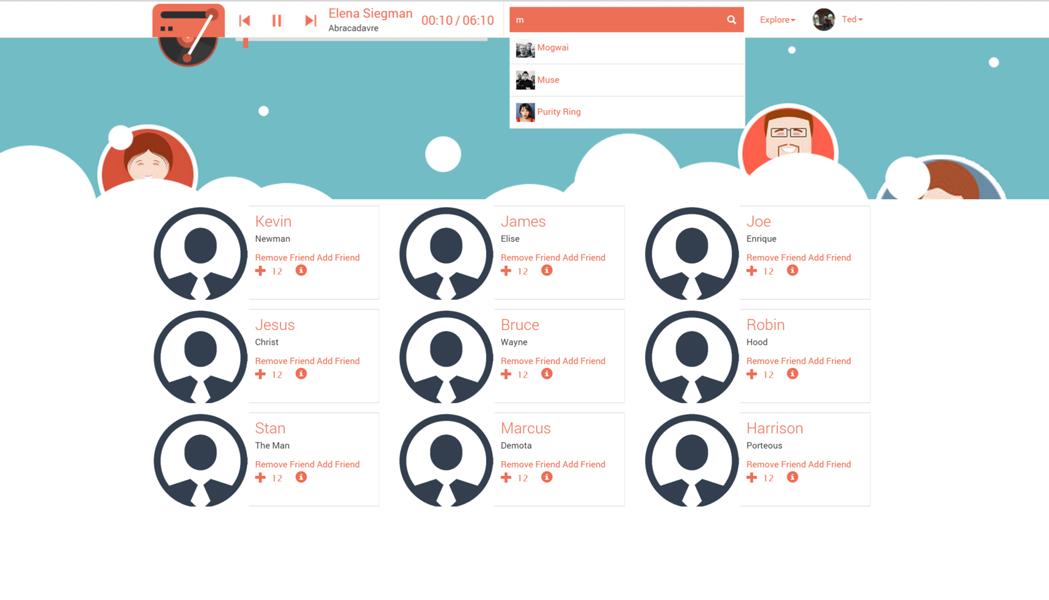 Elena Siegman
Abracadavre
00:10 / 06:10
m
Explore
Ted
Mogwai
Muse
Purity Ring
Kevin
Newman
Remove Friend Add Friend
12
James
Elise
Remove Friend Add Friend
12
Joe
Enrique
Remove Friend Add Friend
12
Jesus
Christ
Remove Friend Add Friend
12
Bruce
Wayne
Remove Friend Add Friend
12
Robin
Hood
Remove Friend Add Friend
12
Stan
The Man
Remove Friend Add Friend
12
Marcus
Demota
Remove Friend Add Friend
12
Harrison
Porteous
Remove Friend Add Friend
12